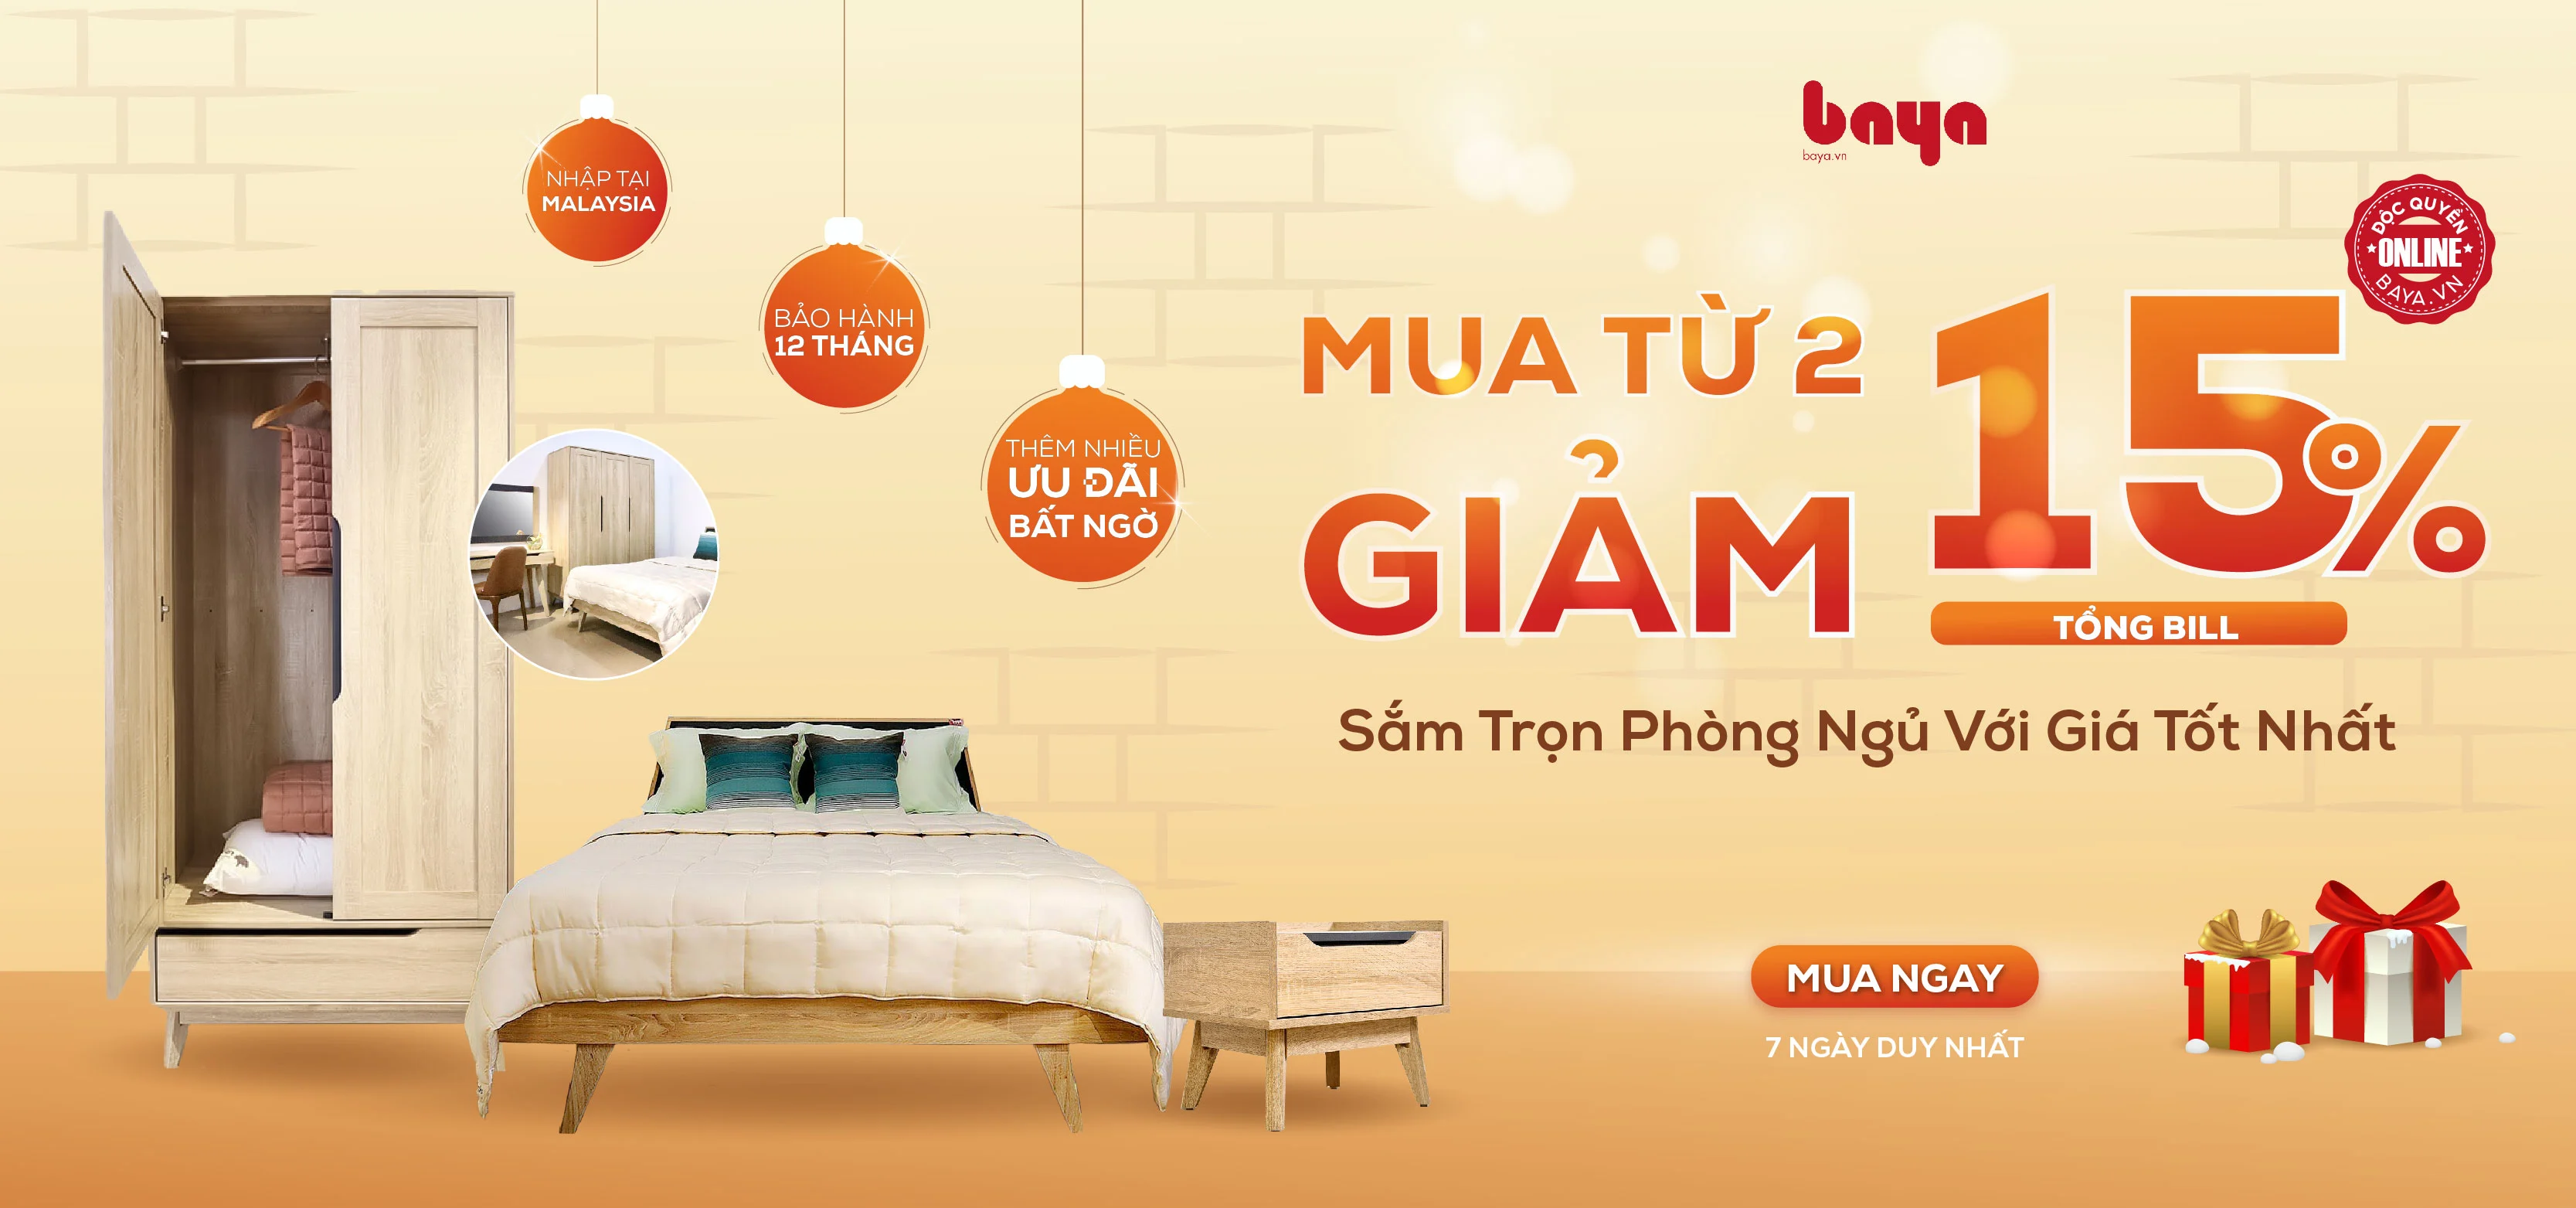 baya
baya.vn
NHẬP TẠI
MALAYSIA
BẢO HÀNH
12 THÁNG
THÊM NHIỀU
ƯU ĐÃI
BẤT NGỜ
ĐỘC QUYỀN
ONLINE
BAYA.VN
MUA TỪ 2
GIẢM
15%
TỔNG BILL
Sắm Trọn Phòng Ngủ Với Giá Tốt Nhất
MUA NGAY
7 NGÀY DUY NHẤT